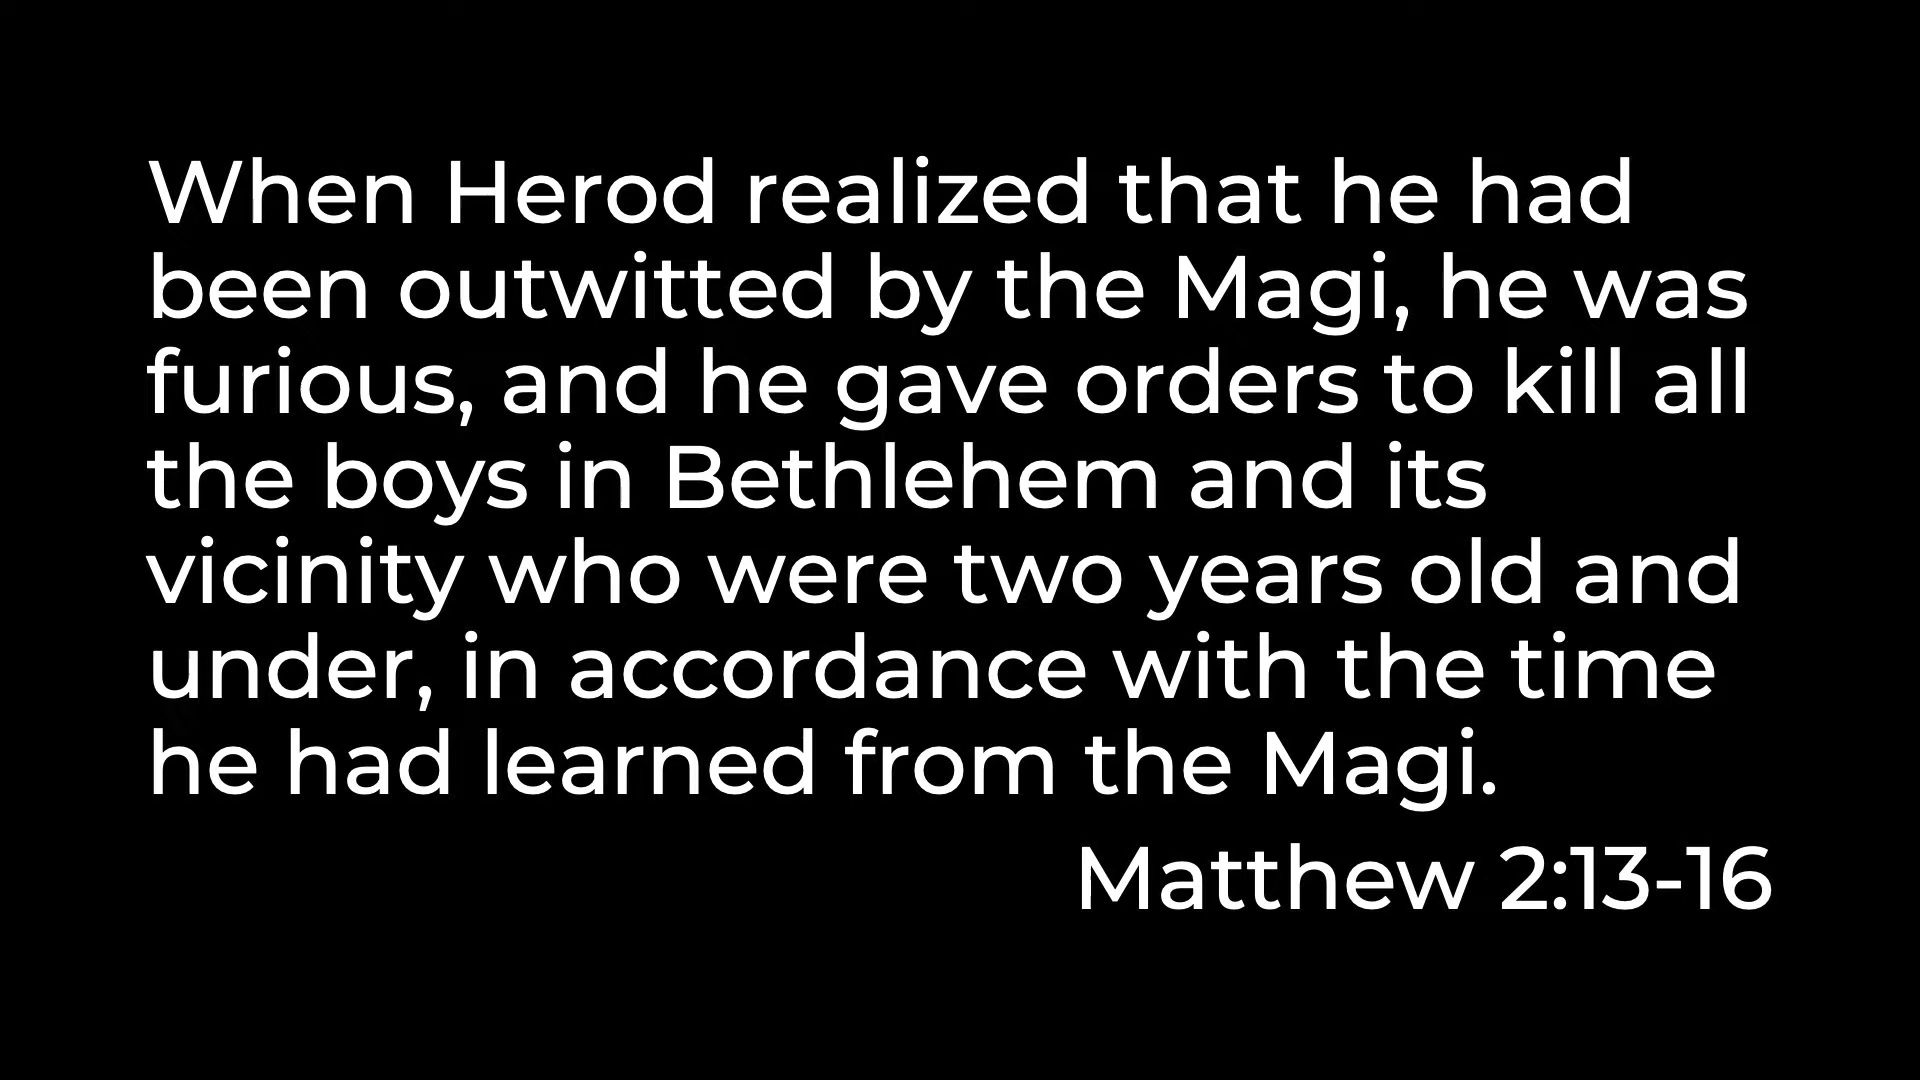 When Herod realized that he had
been outwitted by the Magi, he was
furious, and he gave orders to kill all
the boys in Bethlehem and its
vicinity who were two years old and
under, in accordance with the time
he had learned from the Magi.
Matthew 2:13-16